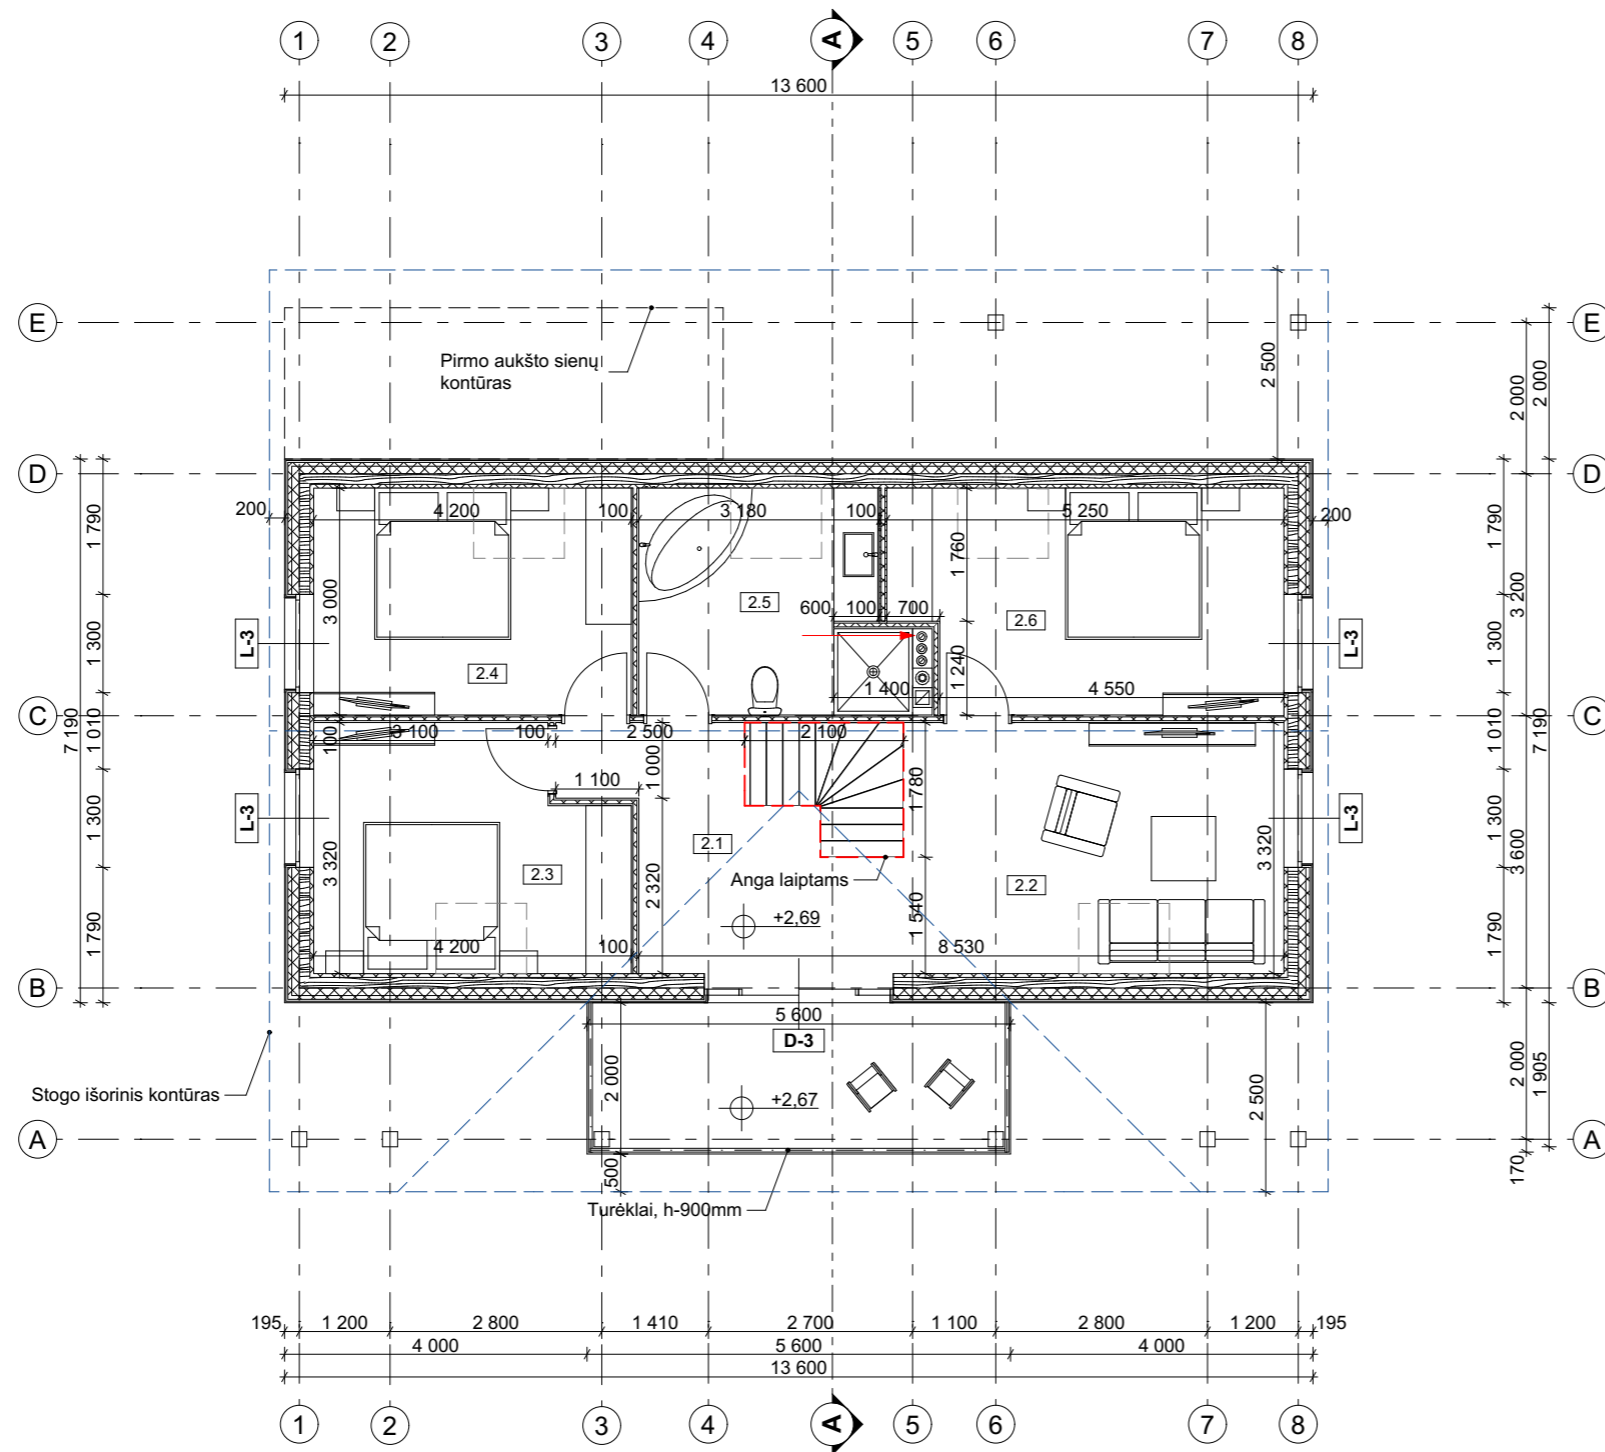 1 2 3 4 A 5 6 7 8
13 600
E E
Pirmo aukšto sienų
kontūras
2 500
2 000
2 000
D D
200 4 200 100 3 180 100 5 250 200
1 790
1 760
1 790
3 000
2.5
600 100 700
2.6
3 200
1 300
L-3
2.4
1 240
1 400
4 550
L-3
1 300
C C
7 190
1 010
100
3 100 100 2 500 2 100
1 000
1 100
1 780
1 010
7 190
1 300
L-3
3 320
2.1
2.3
2 320
Anga laiptams
2.2
3 320
L-3
1 300
3 600
1 790
+2,69
1 540
4 200 100 8 530
1 790
B B
5 600
D-3
2 000
+2,67
2 500
2 000
1 905
Stogo išorinis kontūras
A A
500
170
Turėklai, h-900mm
195 1 200 2 800 1 410 2 700 1 100 2 800 1 200 195
4 000 5 600 4 000
13 600
1 2 3 4 A 5 6 7 8